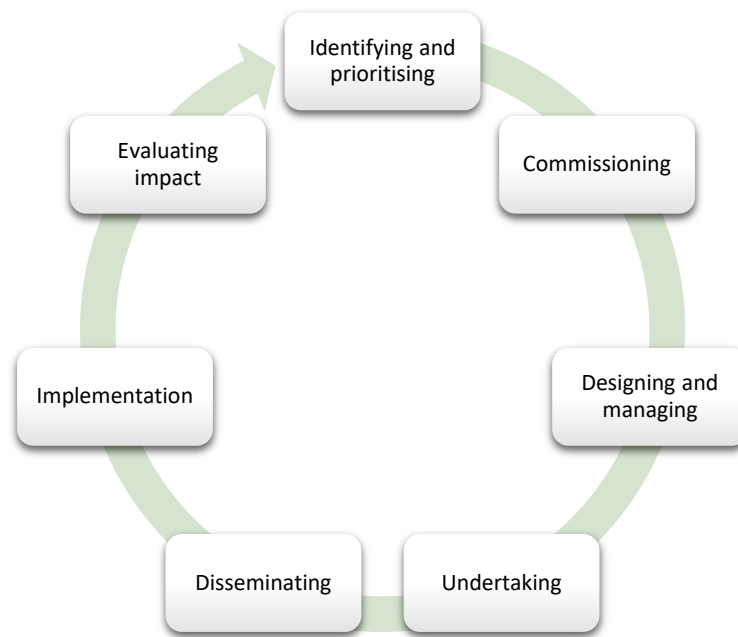 Identifying and
prioritising
Commissioning
Designing and
managing
Undertaking
Disseminating
Implementation
Evaluating
impact